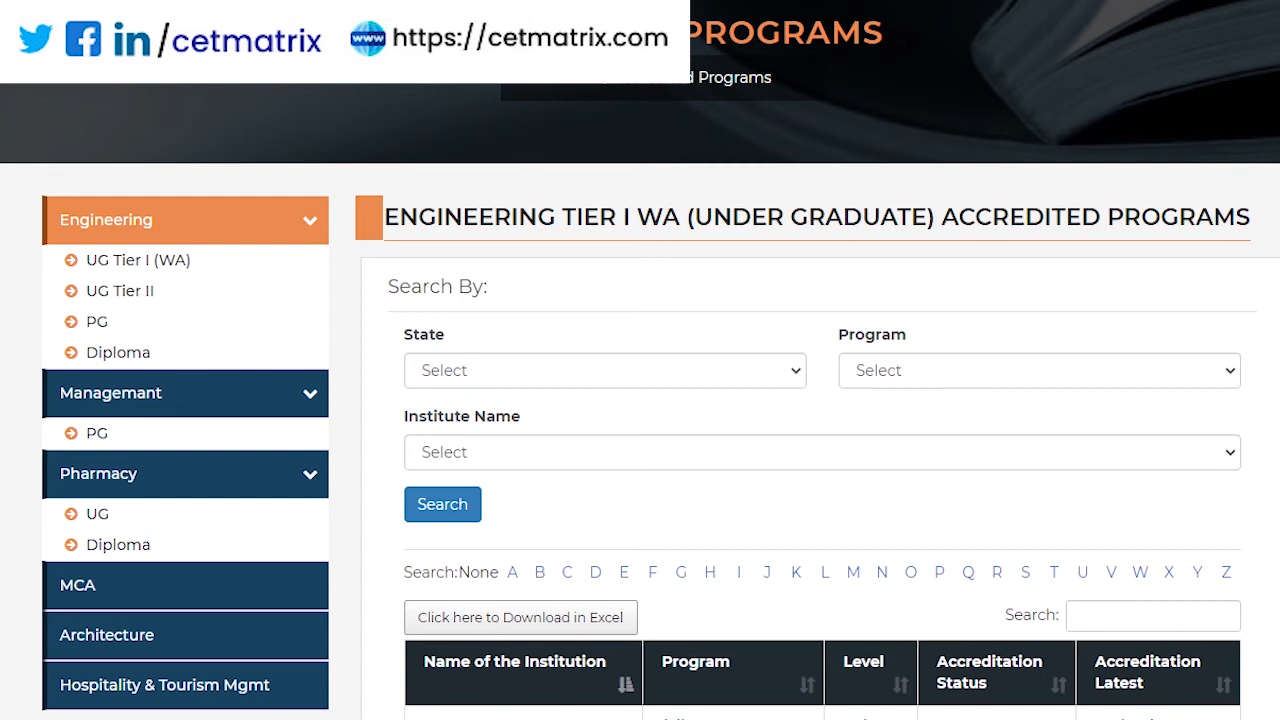 /cetmatrix
https://cetmatrix.com
PROGRAMS
d Programs
Engineering
UG Tier I (WA)
UG Tier II
PG
Diploma
Managemant
PG
Pharmacy
UG
Diploma
MCA
Architecture
Hospitality & Tourism Mgmt
ENGINEERING TIER I WA (UNDER GRADUATE) ACCREDITED PROGRAMS
Search By:
State
Program
Select
Select
Institute Name
Select
Search
Search:None A B C D E F G H I J K L M N O P Q R S T U V W X Y Z
Click here to Download in Excel
Search:
Name of the Institution
Program
Level
Accreditation
Status
Accreditation
Latest